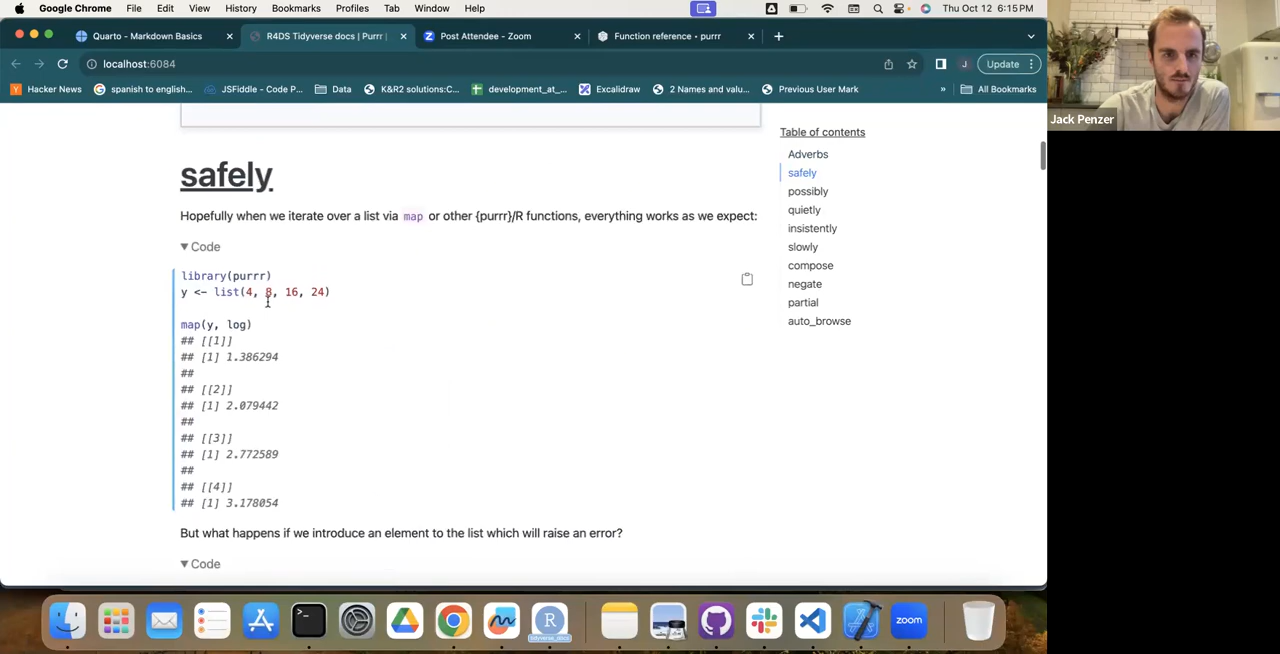 Google Chrome File Edit View History Bookmarks Profiles Tab Window Help Thu Oct 12 6:15 PM
Quarto - Markdown Basics
R4DS Tidyverse docs | Purrr |
Post Attendee - Zoom
Function reference • purrr
localhost:6084
J
Update
Hacker News
spanish to english...
JSFiddle - Code P...
Data
K&R2 solutions:C...
development_at_...
Excalidraw
2 Names and valu...
Previous User Mark
»
All Bookmarks
Jack Penzer
safely
Hopefully when we iterate over a list via map or other {purrr}/R functions, everything works as we expect:
Code
library(purrr)
y <- list(4, 8, 16, 24)
map(y, log)
## [[1]]
## [1] 1.386294
##
## [[2]]
## [1] 2.079442
##
## [[3]]
## [1] 2.772589
##
## [[4]]
## [1] 3.178054
But what happens if we introduce an element to the list which will raise an error?
Code
Table of contents
Adverbs
safely
possibly
quietly
insistently
slowly
compose
negate
partial
auto_browse
R
tidyverse_docs
zoom